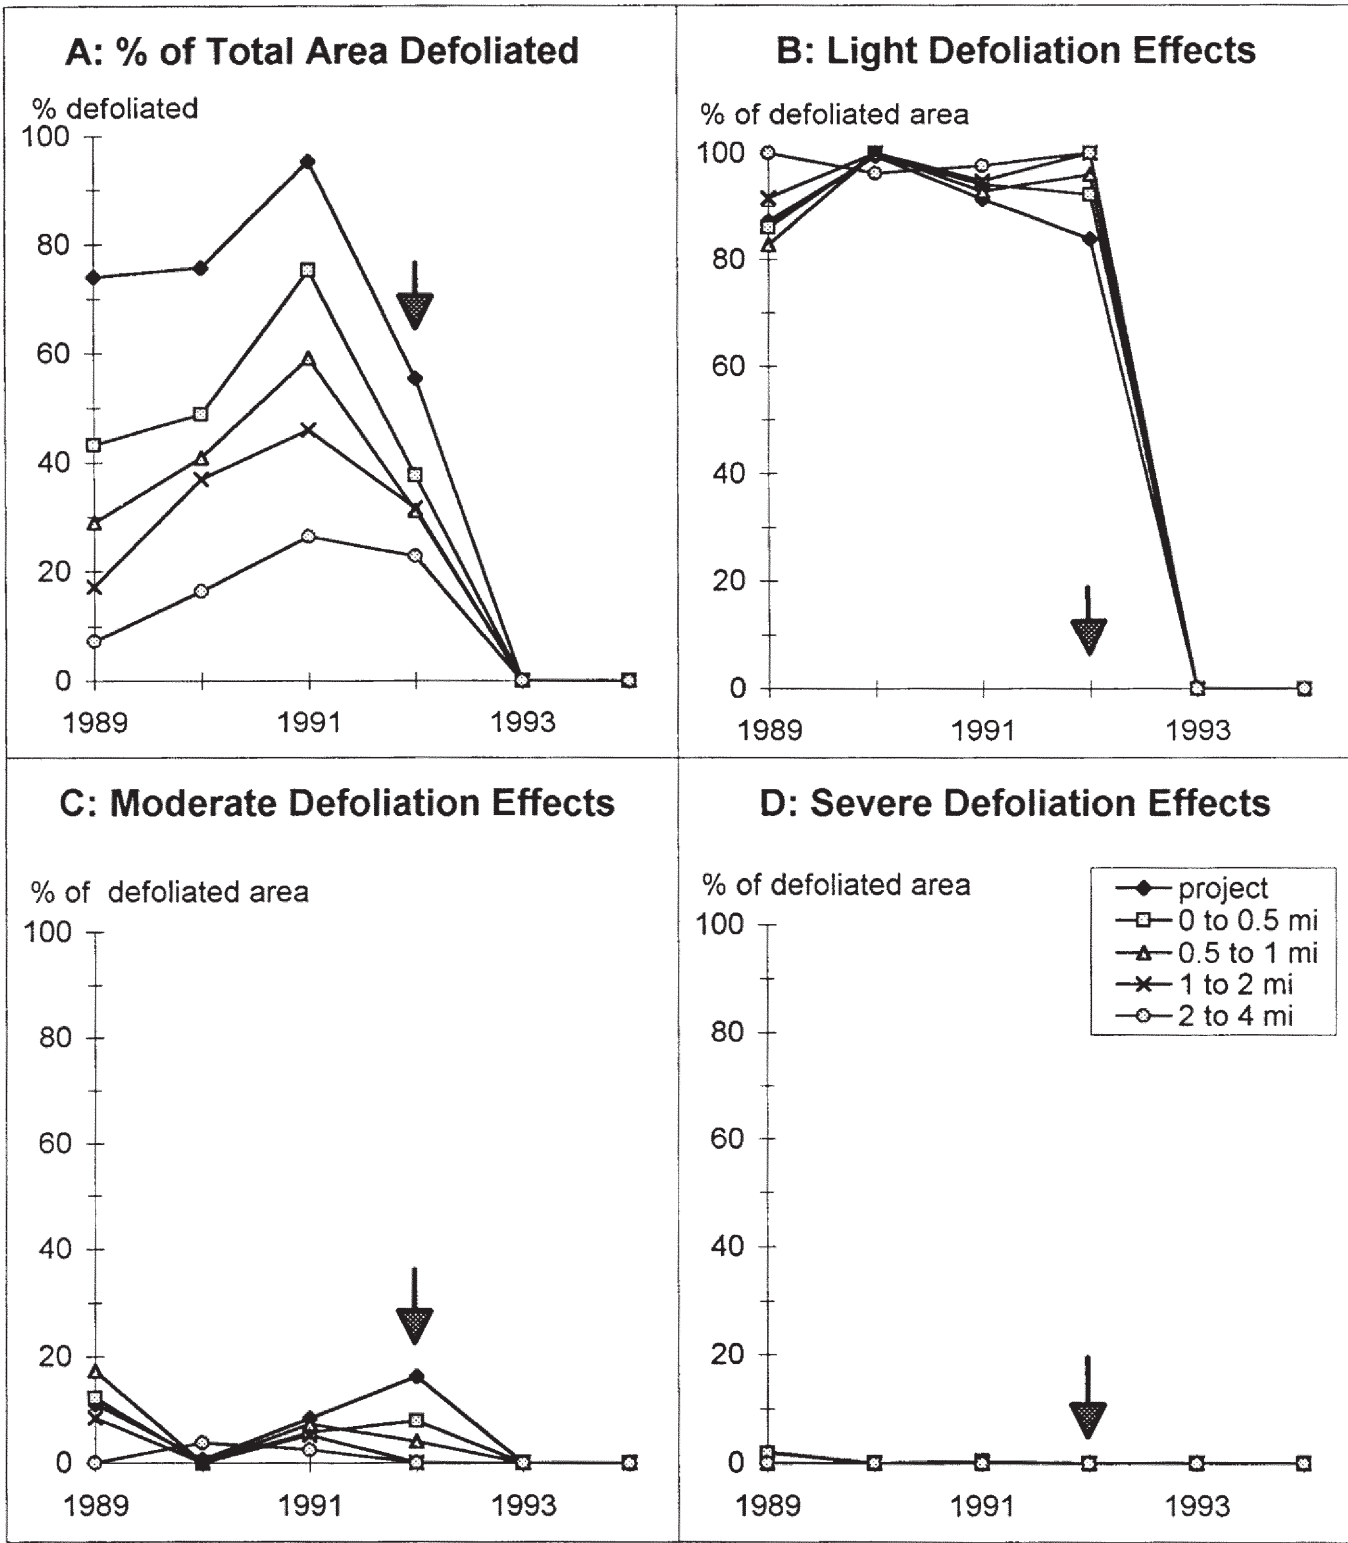 A: % of Total Area Defoliated
% defoliated
100
80
60
40
20
0
1989 1991 1993
B: Light Defoliation Effects
% of defoliated area
100
80
60
40
20
0
1989 1991 1993
C: Moderate Defoliation Effects
% of defoliated area
100
80
60
40
20
0
1989 1991 1993
D: Severe Defoliation Effects
% of defoliated area
100
80
60
40
20
0
1989 1991 1993
project
0 to 0.5 mi
0.5 to 1 mi
1 to 2 mi
2 to 4 mi